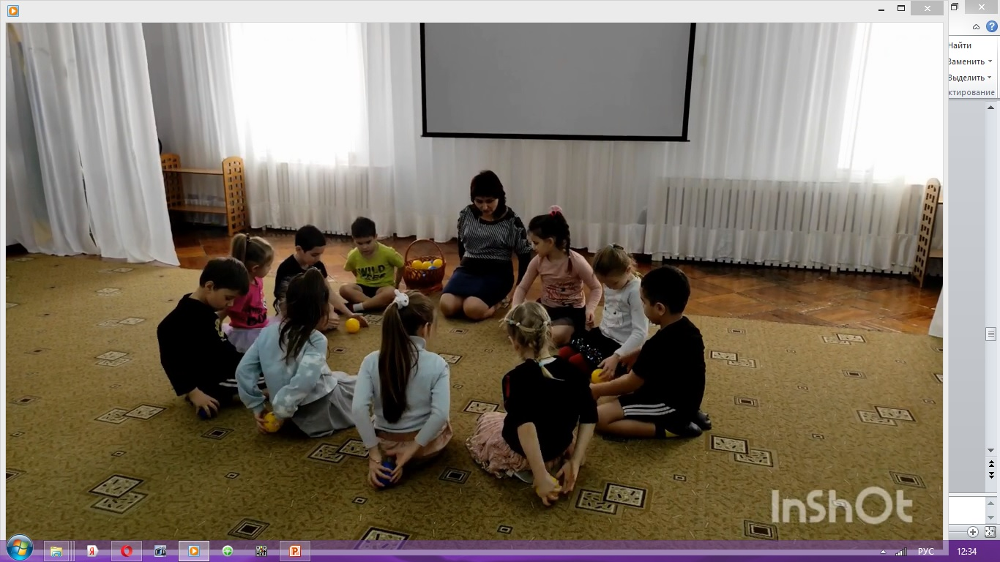 Найти
Заменить
Выделить
ктирование
WILD
InShOt
Я
P
РУС
12:34